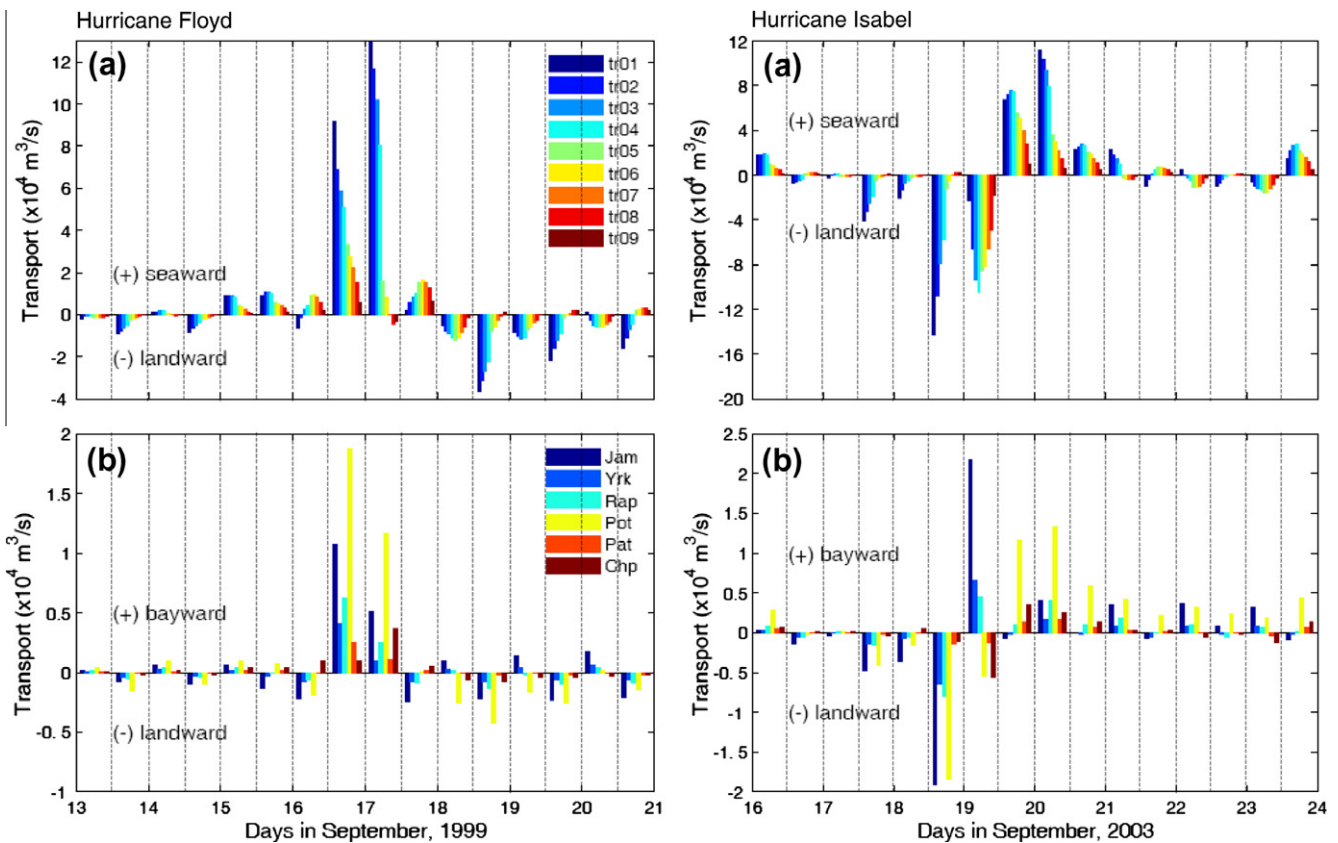 Hurricane Floyd
(a)
12
10
8
6
4
2
0
-2
-4
Transport (x10⁴ m³/s)
(+) seaward
(-) landward
tr01
tr02
tr03
tr04
tr05
tr06
tr07
tr08
tr09
Hurricane Isabel
(a)
12
8
4
0
-4
-8
-12
-16
-20
Transport (x10⁴ m³/s)
(+) seaward
(-) landward
(b)
2
1.5
1
0.5
0
-0. 5
-1
Transport (x10⁴ m³/s)
(+) bayward
(-) landward
Jam
Yrk
Rap
Pot
Pat
Chp
13 14 15 16 17 18 19 20 21
Days in September, 1999
(b)
2.5
2
1.5
1
0.5
0
-0.5
-1
-1.5
-2
Transport (x10⁴ m³/s)
(+) bayward
(-) landward
16 17 18 19 20 21 22 23 24
Days in September, 2003